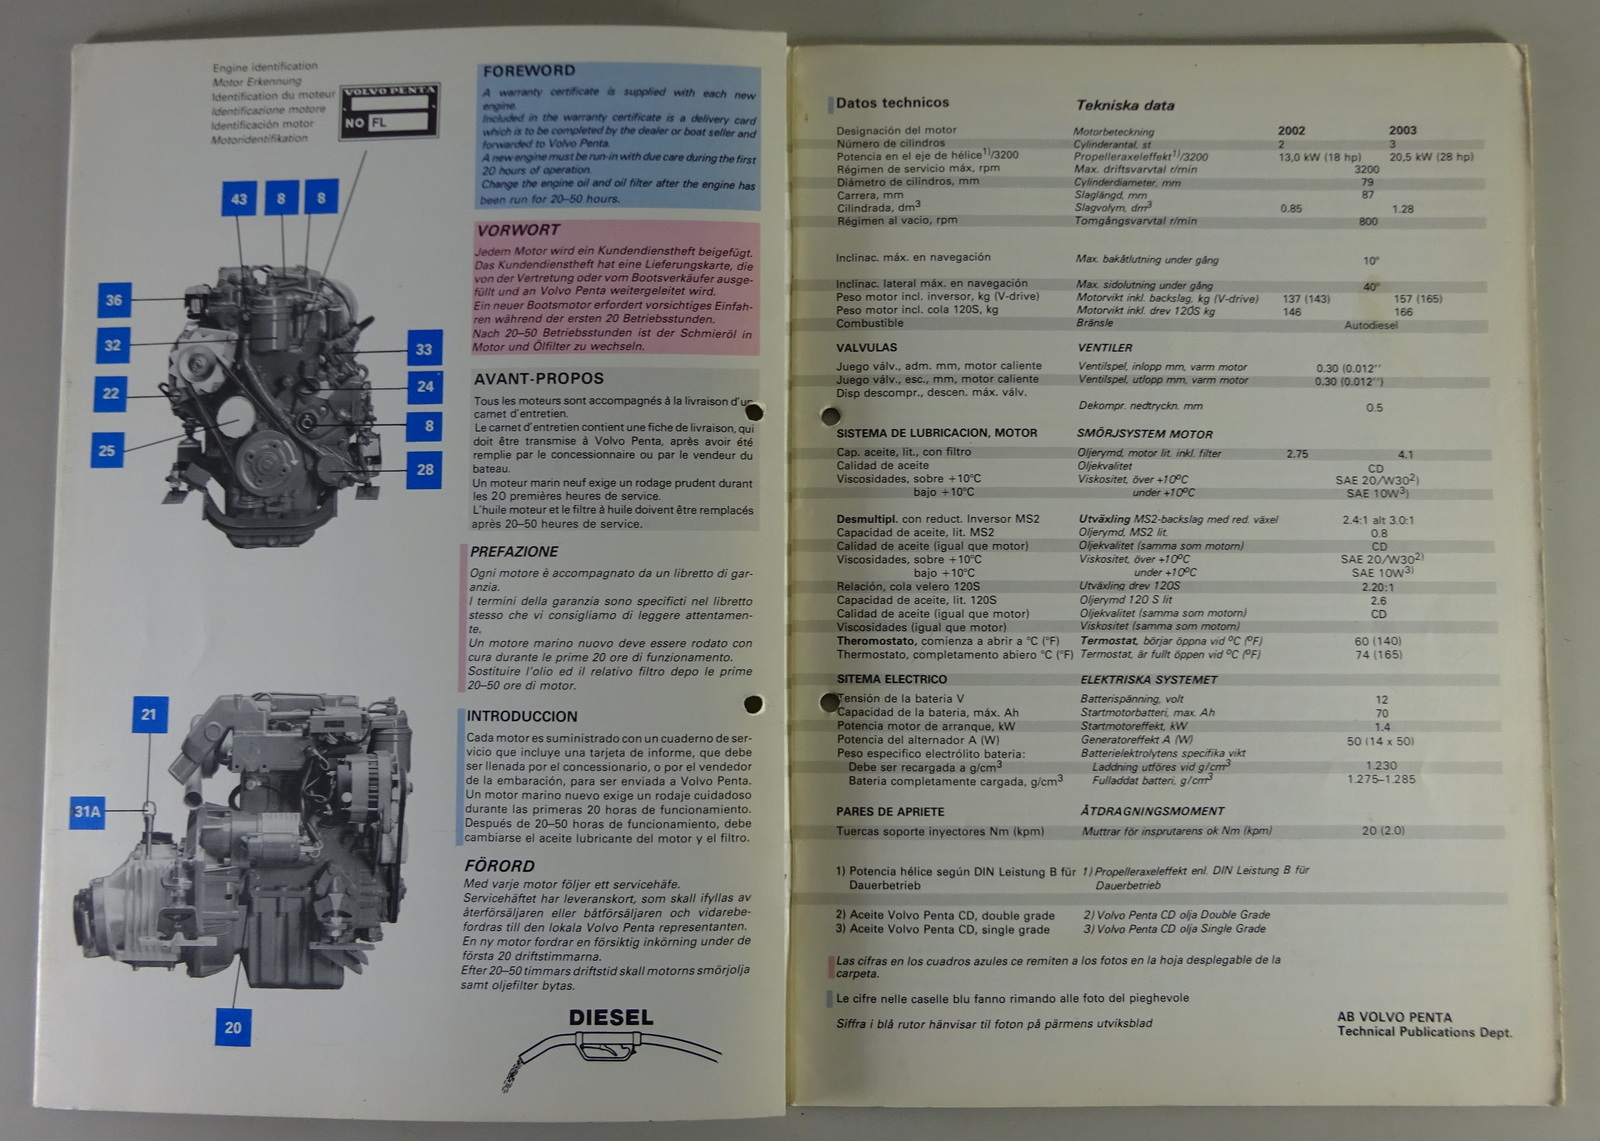 Engine identification
Motor Erkennung
Identification du moteur
Identificazione motore
Identificación motor
Motoridentifikation
VOLVO PENTA
NO FL
43
8
8
36
32
22
25
33
24
8
28
21
31A
20
FOREWORD
A warranty certificate is supplied with each new
engine.
Included in the warranty certificate is a delivery card
which is to be completed by the dealer or boat seller and
forwarded to Volvo Penta.
A new engine must be run-in with due care during the first
20 hours of operation.
Change the engine oil and oil filter after the engine has
been run for 20–50 hours.
VORWORT
Jedem Motor wird ein Kundendienstheft beigefügt.
Das Kundendienstheft hat eine Lieferungskarte, die
von der Vertretung oder vom Bootsverkäufer ausge-
füllt und an Volvo Penta weitergeleitet wird.
Ein neuer Bootsmotor erfordert vorsichtiges Einfah-
ren während der ersten 20 Betriebsstunden.
Nach 20–50 Betriebsstunden ist der Schmieröl in
Motor und Ölfilter zu wechseln.
AVANT-PROPOS
Tous les moteurs sont accompagnés à la livraison d'un
carnet d'entretien.
Le carnet d'entretien contient une fiche de livraison, qui
doit être transmise à Volvo Penta, après avoir été
remplie par le concessionnaire ou par le vendeur du
bateau.
Un moteur marin neuf exige un rodage prudent durant
les 20 premières heures de service.
L'huile moteur et le filtre à huile doivent être remplacés
après 20–50 heures de service.
PREFAZIONE
Ogni motore è accompagnato da un libretto di gar-
anzia.
I termini della garanzia sono specificti nel libretto
stesso che vi consigliamo di leggere attentamen-
te.
Un motore marino nuovo deve essere rodato con
cura durante le prime 20 ore di funzionamento.
Sostituire l'olio ed il relativo filtro depo le prime
20–50 ore di motor.
INTRODUCCION
Cada motor es suministrado con un cuaderno de ser-
vicio que incluye una tarjeta de informe, que debe
ser llenada por el concessionario, o por el vendedor
de la embaración, para ser enviada a Volvo Penta.
Un motor marino nuevo exige un rodaje cuidadoso
durante las primeras 20 horas de funcionamiento.
Después de 20–50 horas de funcionamiento, debe
cambiarse el aceite lubricante del motor y el filtro.
FÖRORD
Med varje motor följer ett servicehäfe.
Servicehäftet har leveranskort, som skall ifyllas av
återförsäljaren eller båtförsäljaren och vidarebe-
fordras till den lokala Volvo Penta representanten.
En ny motor fordrar en försiktig inkörning under de
första 20 driftstimmarna.
Efter 20–50 timmars driftstid skall motorns smörjolja
samt oljefilter bytas.
DIESEL
Datos technicos Tekniska data
Designación del motor Motorbeteckning 2002 2003
Número de cilindros Cylinderantal, st 2 3
Potencia en el eje de hélice1)/3200 Propelleraxeleffekt1)/3200 13,0 kW (18 hp) 20,5 kW (28 hp)
Régimen de servicio máx, rpm Max. driftsvarvtal r/min 3200
Diámetro de cilindros, mm Cylinderdiameter, mm 79
Carrera, mm Slaglängd, mm 87
Cilindrada, dm3 Slagvolym, dm3 0.85 1.28
Régimen al vacio, rpm Tomgångsvarvtal r/min 800
Inclinac. máx. en navegación Max. bakåtlutning under gång 10°
Inclinac. lateral máx. en navegación Max. sidolutning under gång 40°
Peso motor incl. inversor, kg (V-drive) Motorvikt inkl. backslag, kg (V-drive) 137 (143) 157 (165)
Peso motor incl. cola 120S, kg Motorvikt inkl. drev 120S kg 146 166
Combustible Bränsle Autodiesel
VALVULAS VENTILER
Juego válv., adm. mm, motor caliente Ventilspel, inlopp mm, varm motor 0.30 (0.012''
Juego válv., esc., mm, motor caliente Ventilspel, utlopp mm, varm motor 0.30 (0.012'')
Disp descompr., descen. máx. válv.
Dekompr. nedtryckn. mm 0.5
SISTEMA DE LUBRICACION, MOTOR SMÖRJSYSTEM MOTOR
Cap. aceite, lit., con filtro Oljerymd, motor lit. inkl. filter 2.75 4.1
Calidad de aceite Oljekvalitet CD
Viscosidades, sobre +10°C Viskositet, över +10°C SAE 20/W302)
bajo +10°C under +10°C SAE 10W3)
Desmultipl. con reduct. Inversor MS2 Utväxling MS2-backslag med red. växel 2.4:1 alt 3.0:1
Capacidad de aceite, lit. MS2 Oljerymd, MS2 lit. 0.8
Calidad de aceite (igual que motor) Oljekvalitet (samma som motorn) CD
Viscosidades, sobre +10°C Viskositet, över +10°C SAE 20/W302)
bajo +10°C under +10°C SAE 10W3)
Relación, cola velero 120S Utväxling drev 120S 2.20:1
Capacidad de aceite, lit. 120S Oljerymd 120 S lit 2.6
Calidad de aceite (igual que motor) Oljekvalitet (samma som motorn) CD
Viscosidades (igual que motor) Viskositet (samma som motorn)
Theromostato, comienza a abrir a °C (°F) Termostat, börjar öppna vid °C (°F) 60 (140)
Thermostato, completamento abiero °C (°F) Termostat, är fullt öppen vid °C (°F) 74 (165)
SITEMA ELECTRICO ELEKTRISKA SYSTEMET
Tensión de la bateria V Batterispänning, volt 12
Capacidad de la bateria, máx. Ah Startmotorbatteri, max. Ah 70
Potencia motor de arranque, kW Startmotoreffekt, kW 1.4
Potencia del alternador A (W) Generatoreffekt A (W) 50 (14 x 50)
Peso especifico electrólito bateria: Batterielektrolytens specifika vikt
Debe ser recargada a g/cm3 Laddning utföres vid g/cm3 1.230
Bateria completamente cargada, g/cm3 Fulladdat batteri, g/cm3 1.275–1.285
PARES DE APRIETE ÅTDRAGNINGSMOMENT
Tuercas soporte inyectores Nm (kpm) Muttrar för insprutarens ok Nm (kpm) 20 (2.0)
1) Potencia hélice según DIN Leistung B für 1) Propelleraxeleffekt enl. DIN Leistung B für
Dauerbetrieb Dauerbetrieb
2) Aceite Volvo Penta CD, double grade 2) Volvo Penta CD olja Double Grade
3) Aceite Volvo Penta CD, single grade 3) Volvo Penta CD olja Single Grade
Las cifras en los cuadros azules ce remiten a los fotos en la hoja desplegable de la
carpeta.
Le cifre nelle caselle blu fanno rimando alle foto del pieghevole
Siffra i blå rutor hänvisar til foton på pärmens utviksblad
AB VOLVO PENTA
Technical Publications Dept.